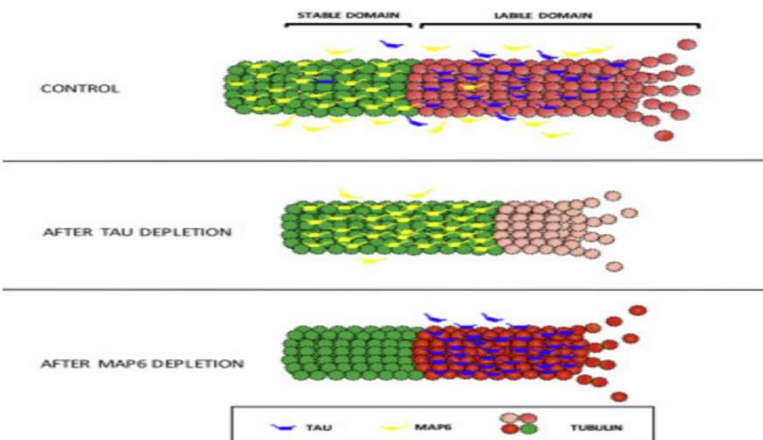 STABLE DOMAIN LABILE DOMAIN
CONTROL
AFTER TAU DEPLETION
AFTER MAP6 DEPLETION
TAU MAP6 TUBULIN